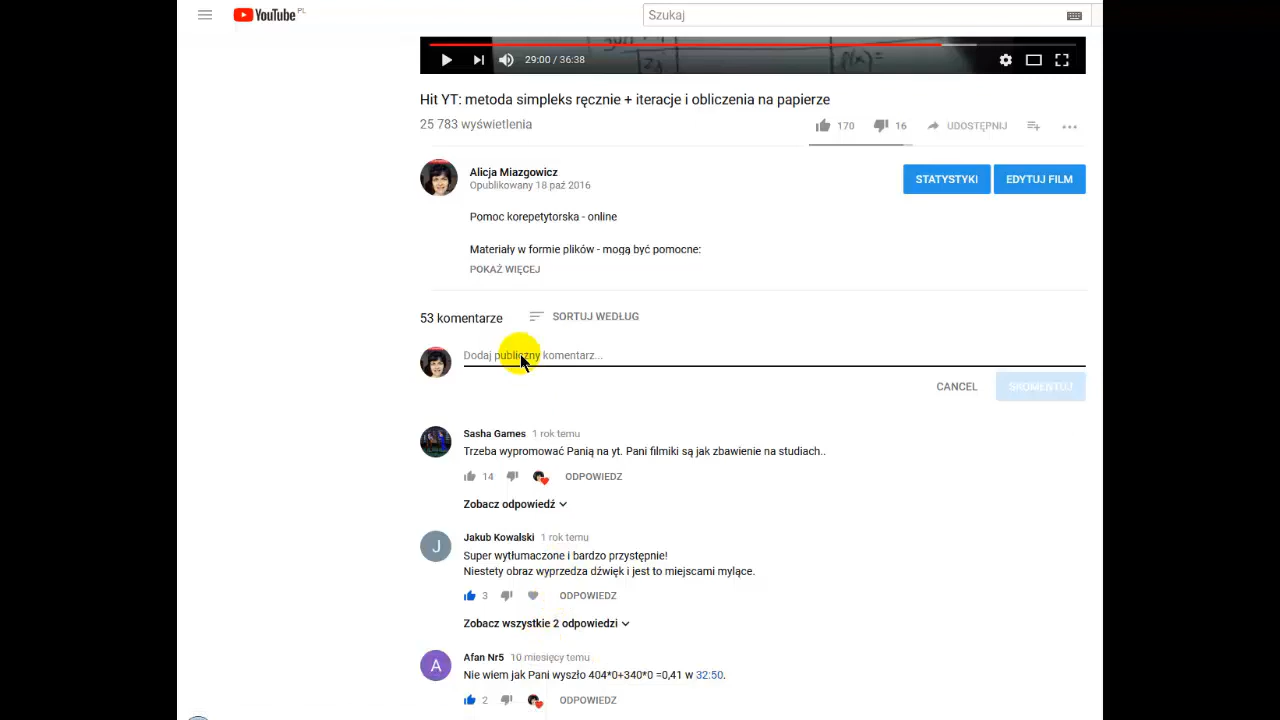 YouTube PL
Szukaj
29:00 / 36:38
Hit YT: metoda simpleks ręcznie + iteracje i obliczenia na papierze
25 783 wyświetlenia
170
16
UDOSTĘPNIJ
Alicja Miazgowicz
Opublikowany 18 paź 2016
STATYSTYKI
EDYTUJ FILM
Pomoc korepetytorska - online
Materiały w formie plików - mogą być pomocne:
POKAŻ WIĘCEJ
53 komentarze
SORTUJ WEDŁUG
Dodaj publiczny komentarz...
CANCEL
SKOMENTUJ
Sasha Games 1 rok temu
Trzeba wypromować Panią na yt. Pani filmiki są jak zbawienie na studiach..
14
ODPOWIEDZ
Zobacz odpowiedź
J
Jakub Kowalski 1 rok temu
Super wytłumaczone i bardzo przystępnie!
Niestety obraz wyprzedza dźwięk i jest to miejscami mylące.
3
ODPOWIEDZ
Zobacz wszystkie 2 odpowiedzi
A
Afan Nr5 10 miesięcy temu
Nie wiem jak Pani wyszło 404*0+340*0 =0,41 w 32:50.
2
ODPOWIEDZ